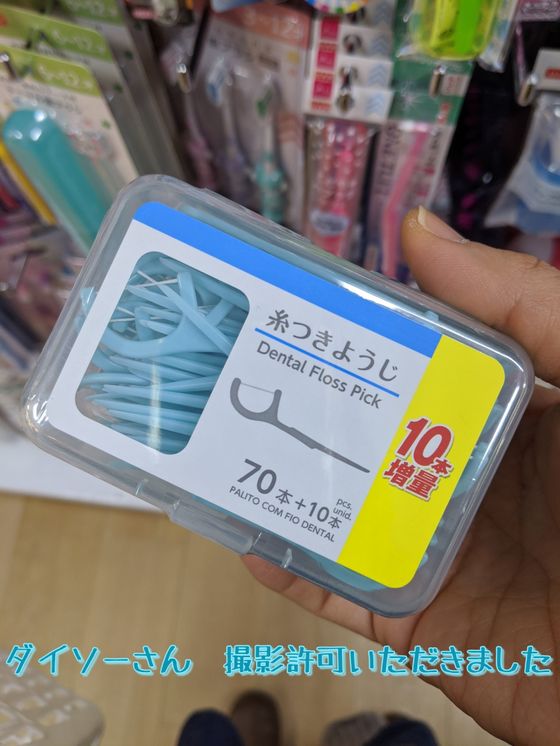 糸つきようじ
Dental Floss Pick
70本+10本
pcs.
unid.
PALITO COM FIO DENTAL
10本
増量
ダイソーさん 撮影許可いただきました